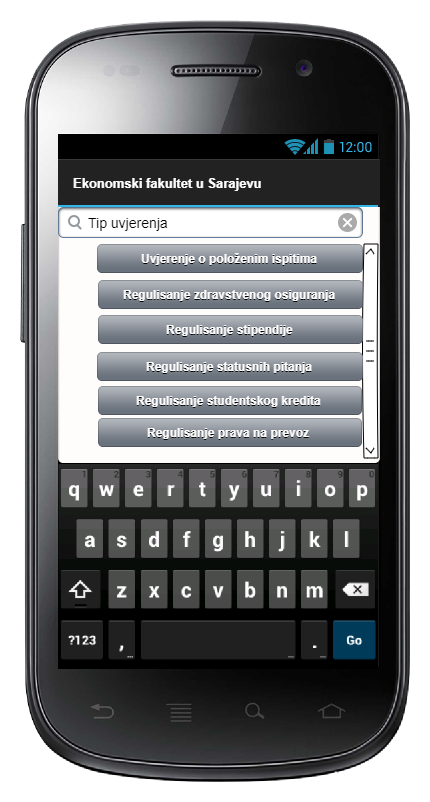 12:00
Ekonomski fakultet u Sarajevu
Tip uvjerenja
Uvjerenje o položenim ispitima
Regulisanje zdravstvenog osiguranja
Regulisanje stipendije
Regulisanje statusnih pitanja
Regulisanje studentskog kredita
Regulisanje prava na prevoz
1 2 3 4 5 6 7 8 9 0
q w e r t y u i o p
a s d f g h j k l
z x c v b n m
?123 , ... _ . ... Go